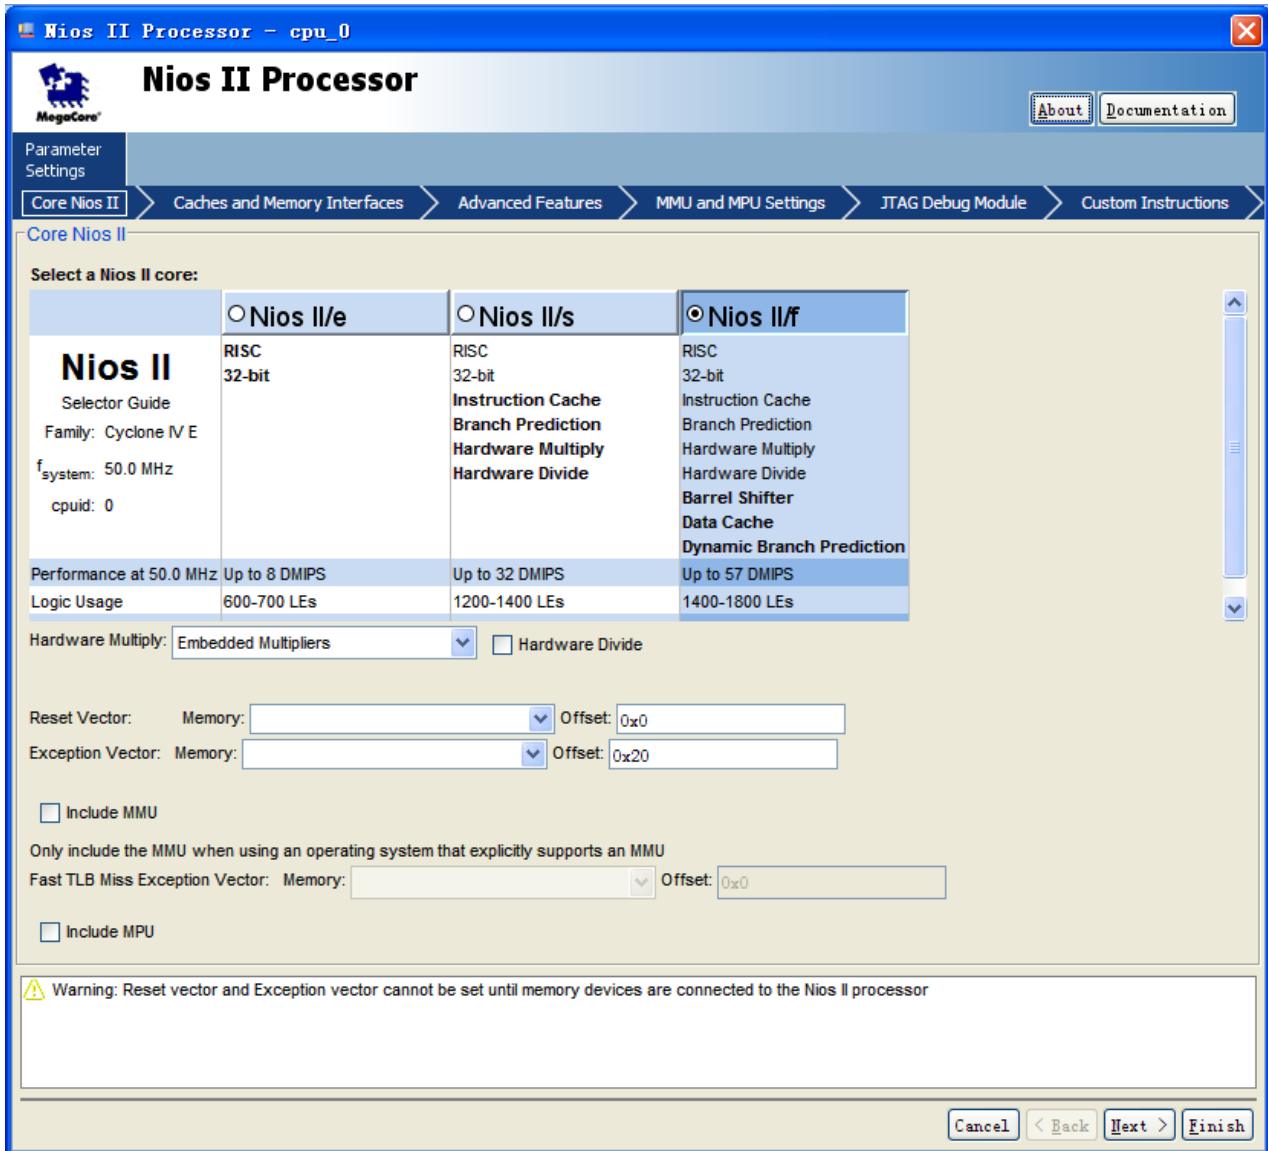 Nios II Processor - cpu_0
Nios II Processor
MegaCore®
About
Documentation
Parameter
Settings
Core Nios II
Caches and Memory Interfaces
Advanced Features
MMU and MPU Settings
JTAG Debug Module
Custom Instructions
Core Nios II
Select a Nios II core:
Nios II/e
Nios II/s
Nios II/f
Nios II
Selector Guide
Family: Cyclone IV E
fsystem: 50.0 MHz
cpuid: 0
RISC
32-bit
RISC
32-bit
Instruction Cache
Branch Prediction
Hardware Multiply
Hardware Divide
RISC
32-bit
Instruction Cache
Branch Prediction
Hardware Multiply
Hardware Divide
Barrel Shifter
Data Cache
Dynamic Branch Prediction
Performance at 50.0 MHz Up to 8 DMIPS Up to 32 DMIPS Up to 57 DMIPS
Logic Usage 600-700 LEs 1200-1400 LEs 1400-1800 LEs
Hardware Multiply: Embedded Multipliers Hardware Divide
Reset Vector: Memory: Offset: 0x0
Exception Vector: Memory: Offset: 0x20
Include MMU
Only include the MMU when using an operating system that explicitly supports an MMU
Fast TLB Miss Exception Vector: Memory: Offset: 0x0
Include MPU
Warning: Reset vector and Exception vector cannot be set until memory devices are connected to the Nios II processor
Cancel < Back Next > Finish